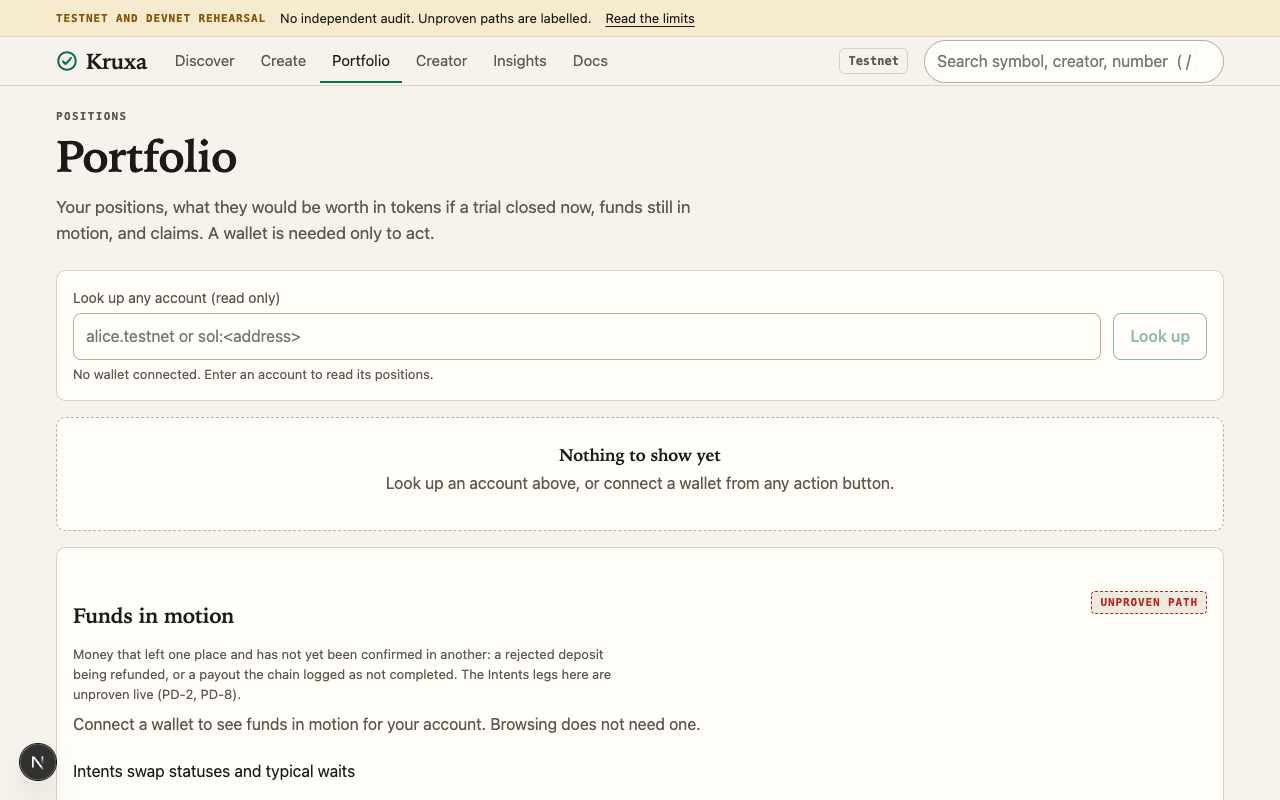 TESTNET AND DEVNET REHEARSAL No independent audit. Unproven paths are labelled. Read the limits
Kruxa Discover Create Portfolio Creator Insights Docs Testnet Search symbol, creator, number ( /
POSITIONS
Portfolio
Your positions, what they would be worth in tokens if a trial closed now, funds still in
motion, and claims. A wallet is needed only to act.
Look up any account (read only)
alice.testnet or sol:<address> Look up
No wallet connected. Enter an account to read its positions.
Nothing to show yet
Look up an account above, or connect a wallet from any action button.
UNPROVEN PATH
Funds in motion
Money that left one place and has not yet been confirmed in another: a rejected deposit
being refunded, or a payout the chain logged as not completed. The Intents legs here are
unproven live (PD-2, PD-8).
Connect a wallet to see funds in motion for your account. Browsing does not need one.
N
Intents swap statuses and typical waits